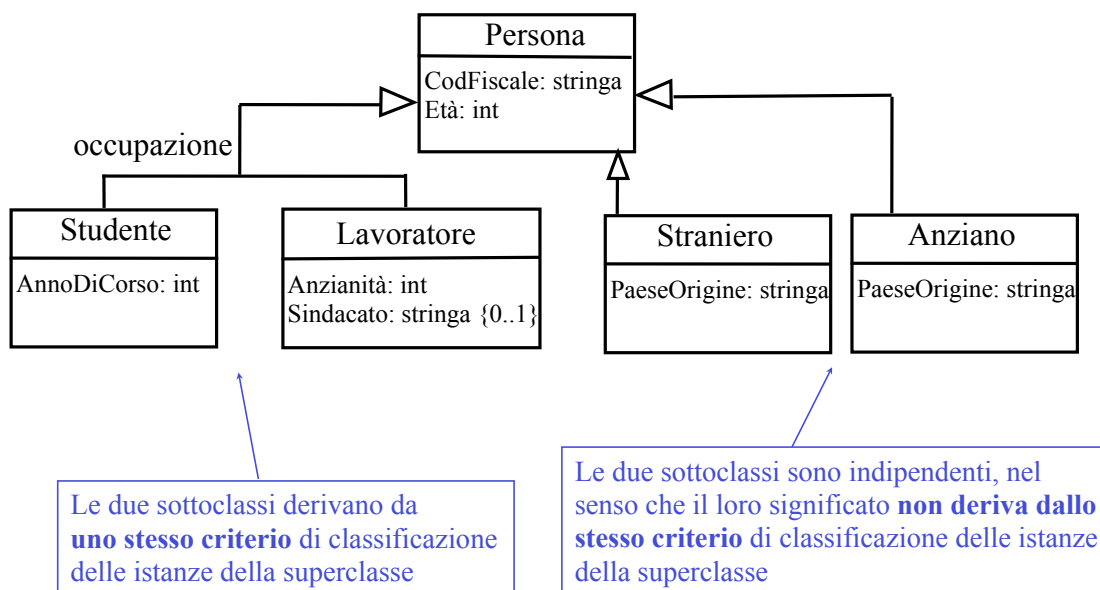 Persona
CodFiscale: stringa
Età: int
occupazione
Studente
AnnoDiCorso: int
Lavoratore
Anzianità: int
Sindacato: stringa {0..1}
Straniero
PaeseOrigine: stringa
Anziano
PaeseOrigine: stringa
Le due sottoclassi derivano da
uno stesso criterio di classificazione
delle istanze della superclasse
Le due sottoclassi sono indipendenti, nel
senso che il loro significato non deriva dallo
stesso criterio di classificazione delle istanze
della superclasse